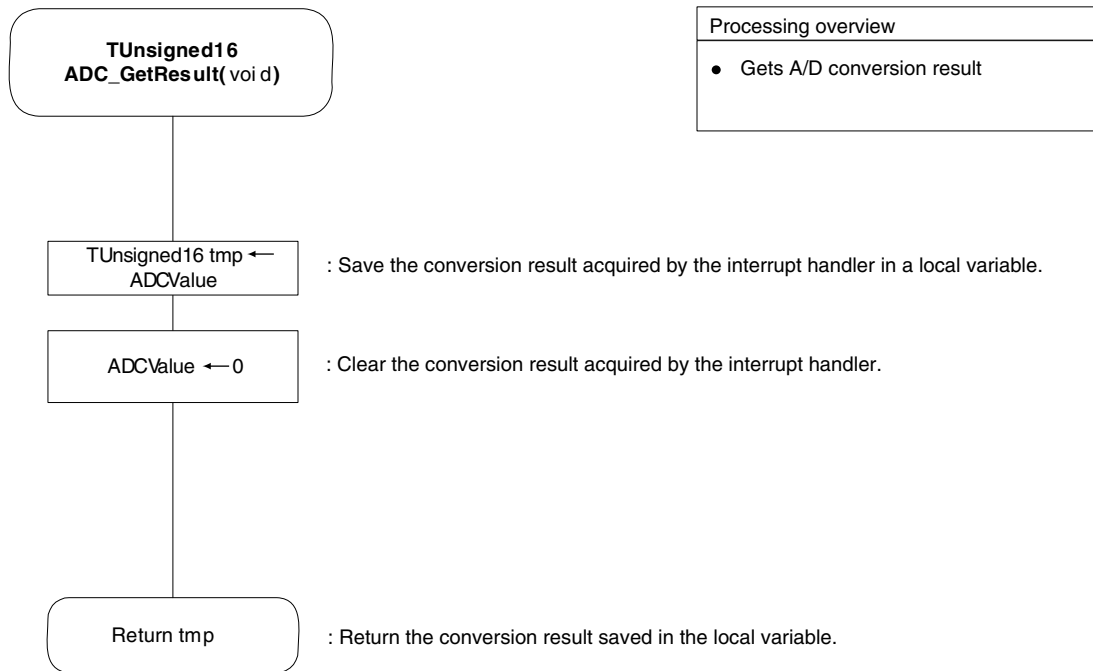 TUnsigned16
ADC_GetResult(void)
Processing overview
● Gets A/D conversion result
TUnsigned16 tmp ←
ADCValue
: Save the conversion result acquired by the interrupt handler in a local variable.
ADCValue ← 0
: Clear the conversion result acquired by the interrupt handler.
Return tmp
: Return the conversion result saved in the local variable.